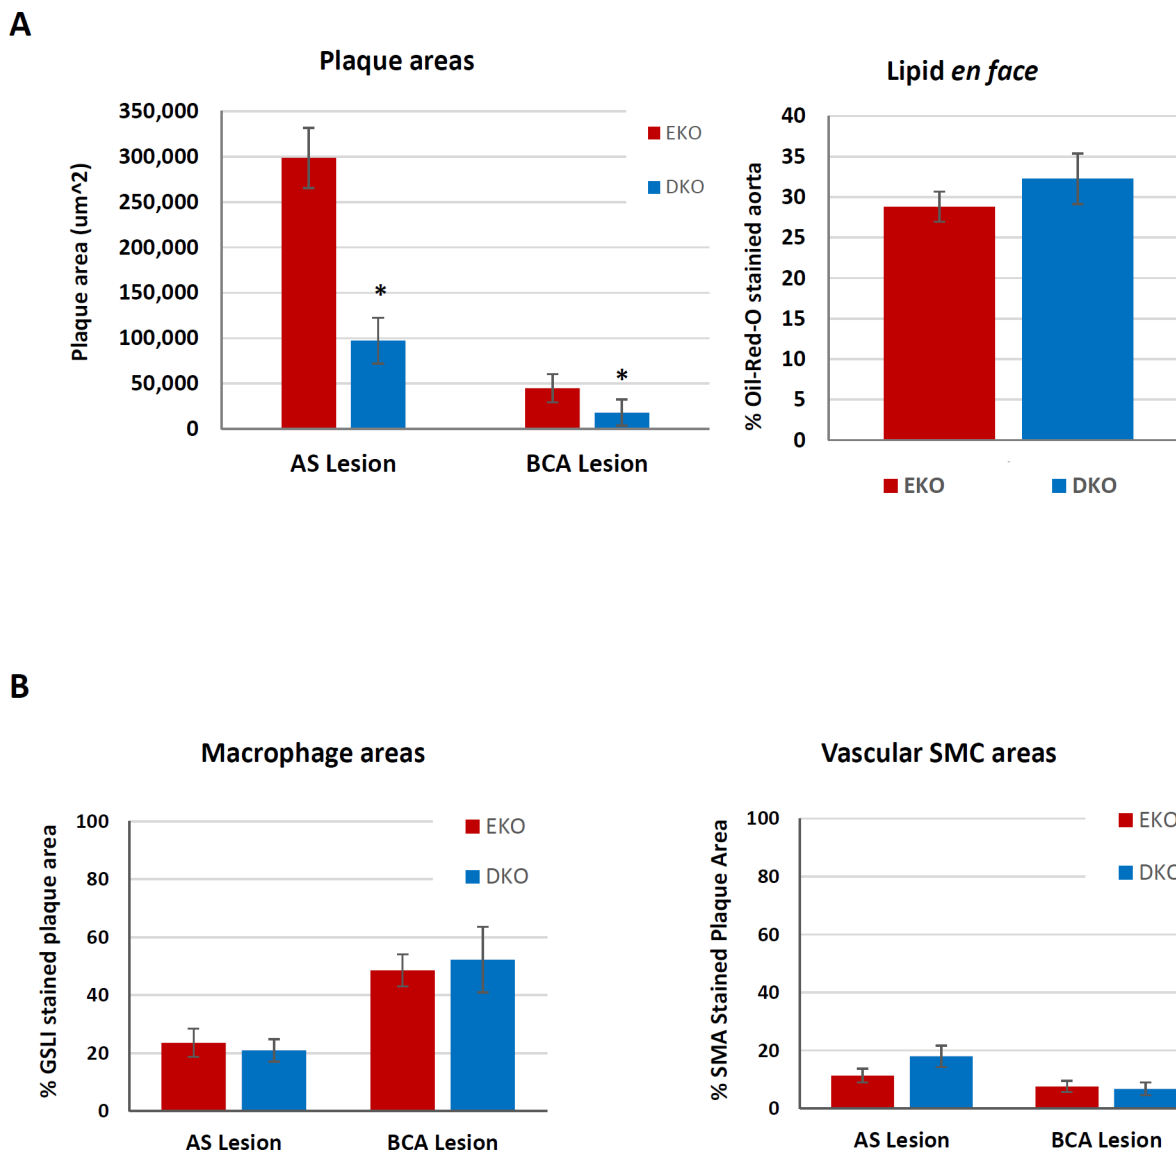 A
Plaque areas
Plaque area (um^2)
350,000
300,000
250,000
200,000
150,000
100,000
50,000
0
EKO
DKO
*
*
AS Lesion
BCA Lesion
Lipid en face
% Oil-Red-O stainied aorta
40
35
30
25
20
15
10
5
0
EKO
DKO
B
Macrophage areas
% GSLI stained plaque area
100
80
60
40
20
0
EKO
DKO
AS Lesion
BCA Lesion
Vascular SMC areas
% SMA Stained Plaque Area
100
80
60
40
20
0
EKO
DKO
AS Lesion
BCA Lesion